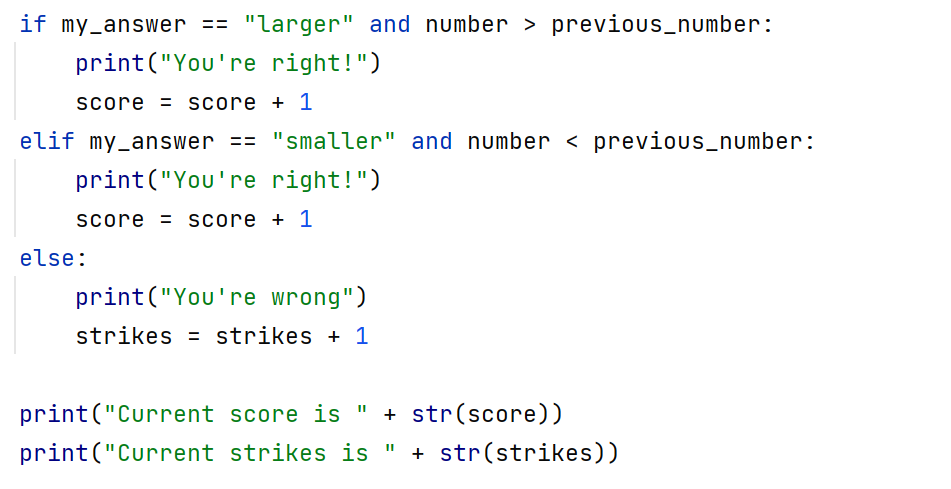 if my_answer == "larger" and number > previous_number:
    print("You're right!")
    score = score + 1
elif my_answer == "smaller" and number < previous_number:
    print("You're right!")
    score = score + 1
else:
    print("You're wrong")
    strikes = strikes + 1

print("Current score is " + str(score))
print("Current strikes is " + str(strikes))